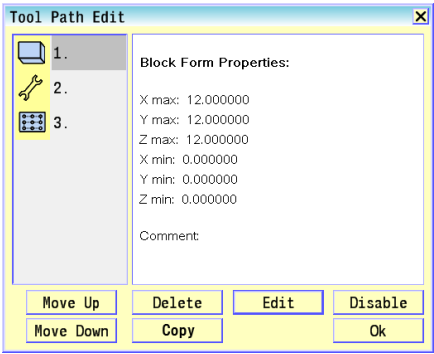 Tool Path Edit
1.
2.
3.
Block Form Properties:
X max: 12.000000
Y max: 12.000000
Z max: 12.000000
X min: 0.000000
Y min: 0.000000
Z min: 0.000000
Comment:
Move Up
Delete
Edit
Disable
Move Down
Copy
Ok